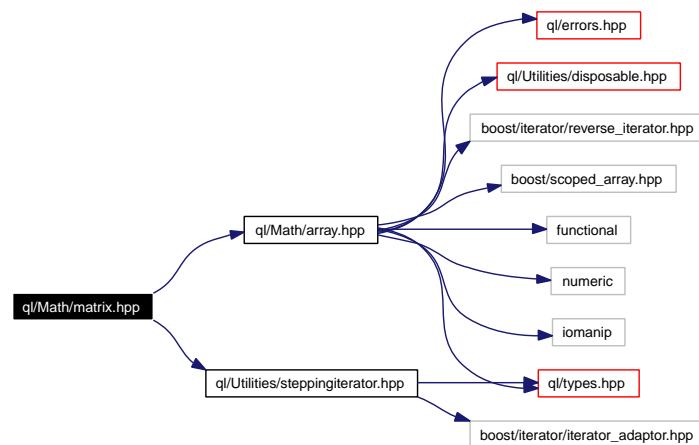 ql/errors.hpp
ql/Utilities/disposable.hpp
boost/iterator/reverse_iterator.hpp
boost/scoped_array.hpp
ql/Math/array.hpp
functional
numeric
ql/Math/matrix.hpp
iomanip
ql/Utilities/steppingiterator.hpp
ql/types.hpp
boost/iterator/iterator_adaptor.hpp